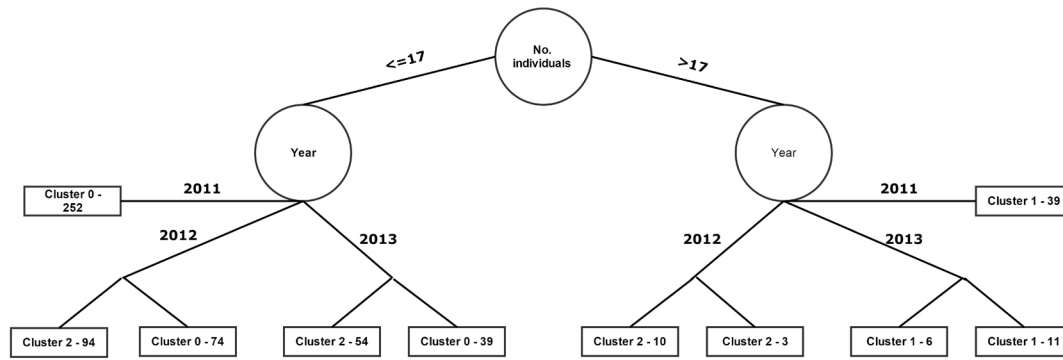 No.
individuals
<=17
>17
Year
Year
2011
Cluster 0 -
252
2011
Cluster 1 - 39
2012
2013
2012
2013
Cluster 2 - 94
Cluster 0 - 74
Cluster 2 - 54
Cluster 0 - 39
Cluster 2 - 10
Cluster 2 - 3
Cluster 1 - 6
Cluster 1 - 11